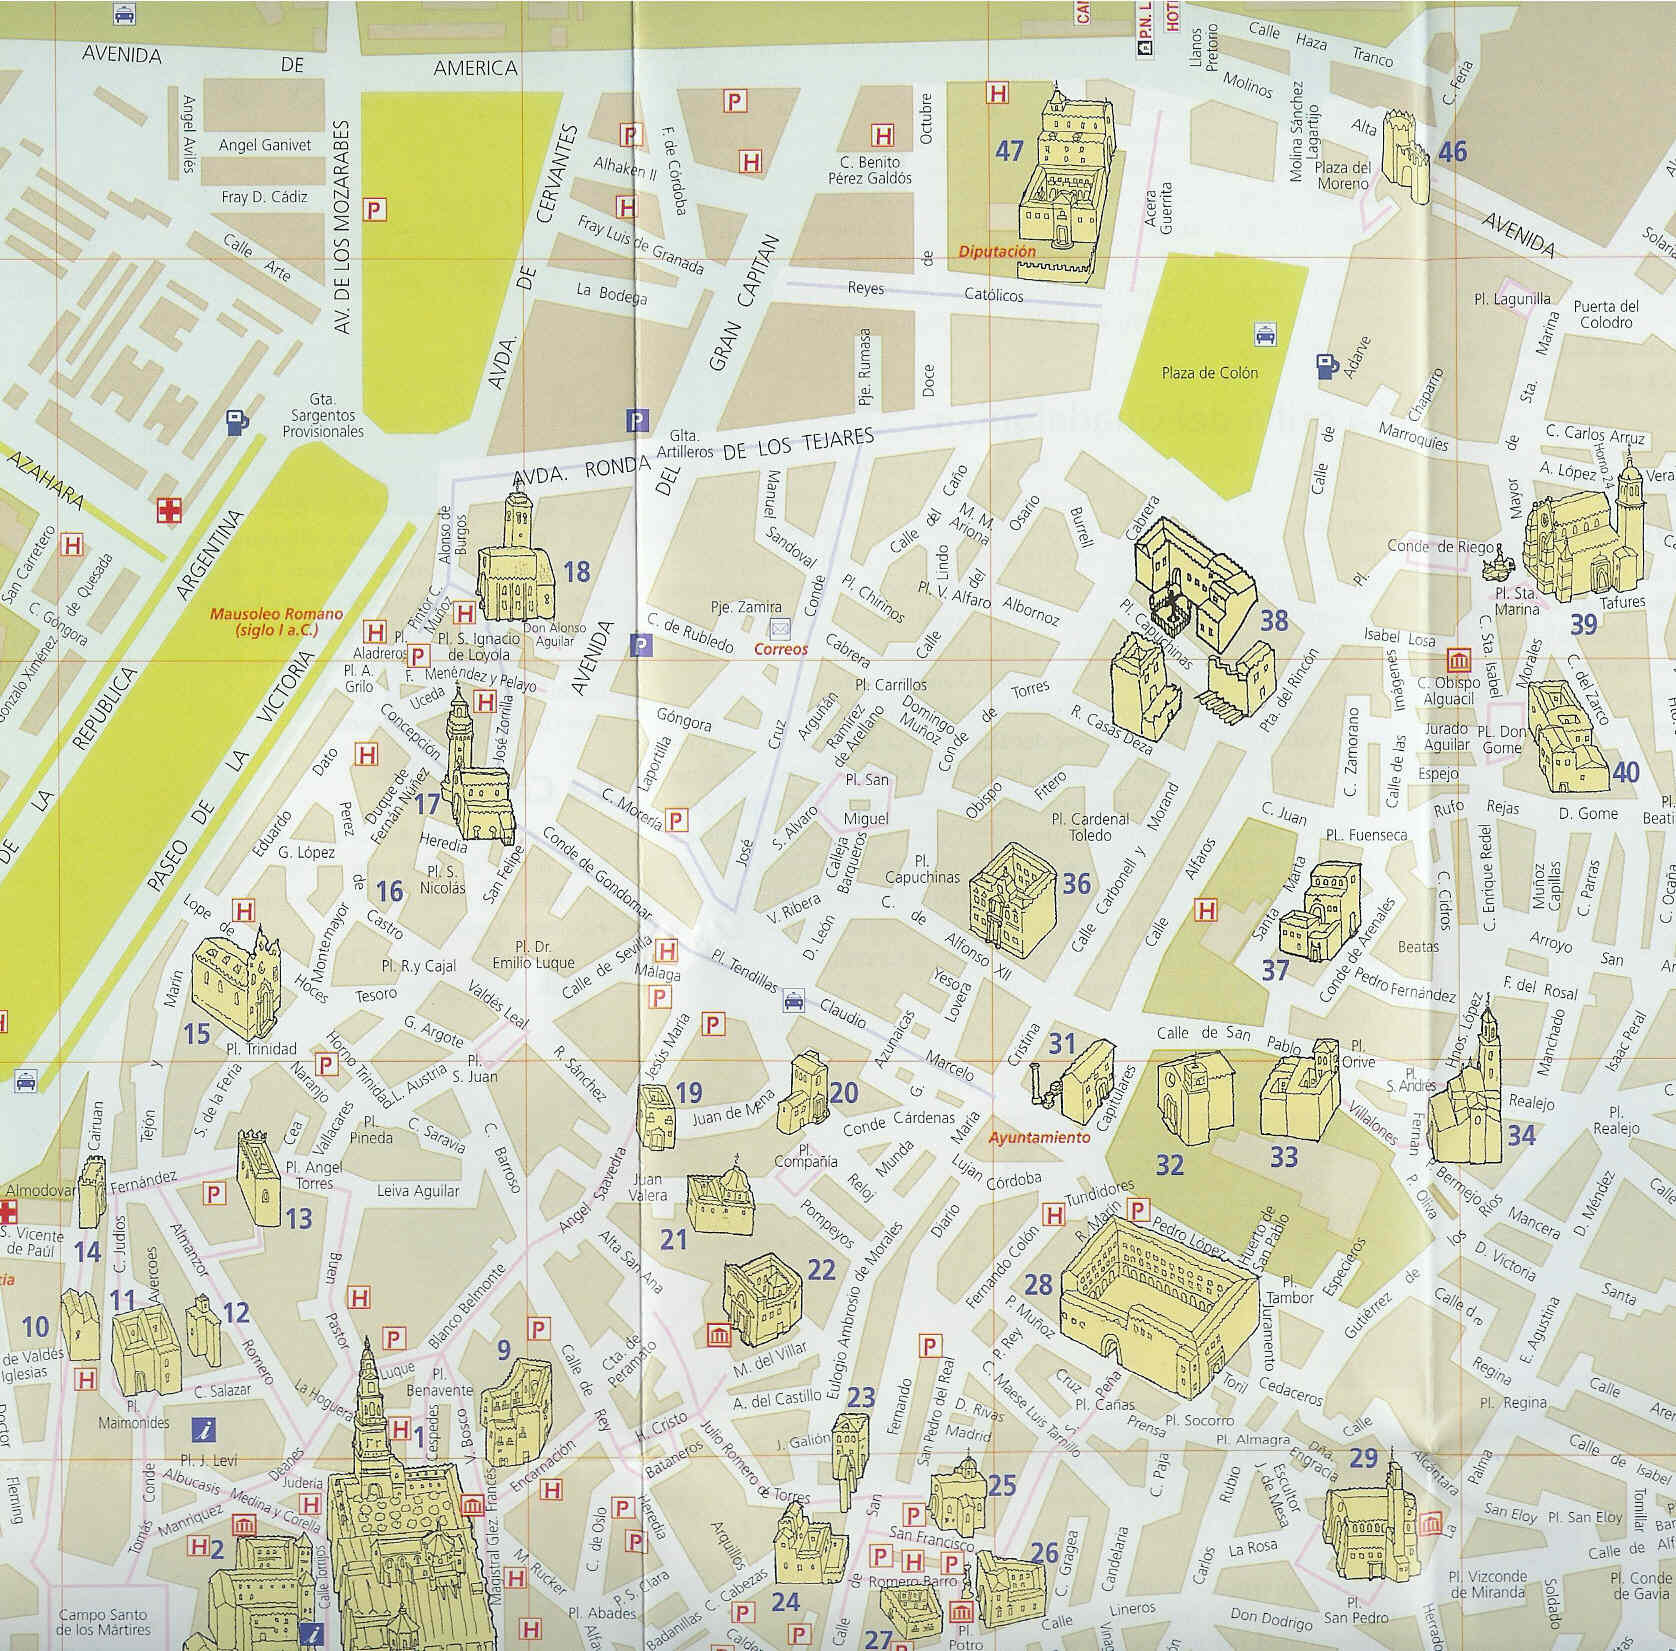 AVENIDA DE AMERICA
CAI
P.N. L
HOTI
Llanos
Pretorio
Calle Haza Tranco
Molinos
C. Feria
Angel Avilés
Angel Ganivet
Fray D. Cádiz
Calle Arte
AV. DE LOS MOZARABES
AVDA. DE CERVANTES
Alhaken II
F. de Córdoba
Fray Luis de Granada
La Bodega
GRAN CAPITAN
C. Benito
Pérez Galdós
Doce de Octubre
47
Diputación
Reyes Católicos
Pje. Rumasa
Acera
Guerrita
Molina Sánchez
Lagartijo
Alta
Plaza del
Moreno
46
AVENIDA
Solaria
Pl. Lagunilla
Puerta del
Colodro
Plaza de Colón
Adarve
Chaparro
Marroquíes
Calle de
Mayor de Sta. Marina
C. Carlos Arruz
A. López
Horno 24
Vera
Gta.
Sargentos
Provisionales
Glta.
Artilleros
AVDA. RONDA DE LOS TEJARES
AVENIDA DEL
AZAHARA
ARGENTINA
REPUBLICA
DE LA
PASEO DE LA VICTORIA
San Carretero
C. Góngora
de Quesada
Gonzalo Ximénez
Mausoleo Romano
(siglo I a.C.)
Alonso de
Burgos
18
Pintor C.
Muñoz
Pl.
Aladreros
Pl. S. Ignacio
de Loyola
Don Alonso
Aguilar
Pl. A.
Grilo
F. Menéndez y Pelayo
Uceda
Concepción
José Zorrilla
Manuel
Sandoval
Pje. Zamira
C. de Rubledo
Correos
Conde
Cruz
José
Calle del Caño
M. M.
Ariona
Osario
Burrell
Pl. Chirinos
Pl. V. Lindo
Alfaro del
Albornoz
Cabrera
Calle
Pl. Carrillos
Arguñán
Ramírez
de Arellano
Domingo
Muñoz
Conde de Torres
R. Casas Deza
Cabrera
Pl. Capuchinas
38
Pta. del Rincón
Pl.
Conde de Riego
Pl. Sta.
Marina
39
Tafures
Isabel Losa
C. Sta. Isabel
Imágenes
C. Obispo
Alguacil
Morales
C. del Zarco
Jurado
Aguilar
PL. Don
Gome
Espejo
40
Rufo
Rejas
D. Gome
Pl.
Beati
C. Zamorano
Calle de las
C. Juan
PL. Fuenseca
Góngora
Laportilla
C. Morería
Pl. San
Miguel
S. Alvaro
Calleja
Barqueros
Obispo
Fitero
Pl. Cardenal
Toledo
Calle Carbonell y Morand
Calle Alfaros
Pl.
Capuchinas
36
Santa Marta
37
Conde de Arenales
Beatas
Pedro Fernández
C. Cidros
C. Enrique Redel
Muñoz
Capillas
C. Parras
C. Ocaña
Arroyo
San
F. del Rosal
Hnos. López
Manchado
Isaac Peral
Eduardo Dato
Perez
Duque de
Fernán Núñez
17
Heredia
G. López
de
16
Castro
Pl. S.
Nicolás
San Felipe
Conde de Gondomar
V. Ribera
D. León
C. de Alfonso XII
Lope de
Hoces
Montemayor
Pl. R.y Cajal
Tesoro
Pl. Dr.
Emilio Luque
Calle de Sevilla
Málaga
Pl. Tendillas
Claudio
Marcelo
Yeso
Lovera
Azunaicas
Cristina
Marín
y
Tejón
15
Pl. Trinidad
Horno Trinidad
Naranjo
G. Argote
Valdés Leal
Pl.
S. Juan
L. Austria
R. Sánchez
Jesús María
S. de la Feria
Cea
Vallacares
Pl.
Pineda
C. Saravia
C. Barroso
19
Juan de Mena
20
Conde Cárdenas
G.
María
Munda
Reloj
Pl.
Compañía
31
Capitulares
Ayuntamiento
Calle de San Pablo
Pl.
Orive
32
33
Villalones
Pl.
S. Andrés
Fernan
34
Realejo
Pl.
Realejo
Luján
Córdoba
Tundidores
Diario
Cairuan
Almodovar
Fernández
S. Vicente
de Paúl
14
C. Judíos
Averroes
Almanzor
Pl. Angel
Torres
13
Leiva Aguilar
Buen
Pastor
Angel Saavedra
Blanco Belmonte
Alta San Ana
Juan
Valera
21
22
Pompeyos
Eulogio Ambrosio de Morales
Fernando Colón
R. Marín
Pedro López
28
Huerto de
San Pablo
Pl.
Tambor
Juramento
Especieros
Gutiérrez
de
los
Ríos
P. Bermejo
P. Oliva
Mancera
D. Victoria
D. Méndez
Calle
Santa
E. Agustina
Regina
Pl. Regina
10
de Valdés
Iglesias
11
12
Romero
C. Salazar
Pl.
Maimonides
Pl. J. Leví
La Hoguera
Luque
Pl.
Benavente
9
Calle de
Rey
Cta. de
Peramato
M. del Villar
A. del Castillo
H. Cristo
Batáneros
23
J. Galión
Fernando
San Pedro del Real
P. Muñoz
C. P. Rey
C. Maese Luis
Tarnillo
D. Rivas
Madrid
Cruz
Peña
Pl. Cañas
Prensa
S.
Toril
Cedaceros
Pl. Socorro
Pl. Almagra
Calle
29
Dña.
Engracia
Escultor
J. de Mesa
Alcántara
La
Palma
Calle de Isabel
Calle
San Eloy
Pl. San Eloy
Tomillar
Calle de Alf
Doctor
Fleming
Tomás
Conde
Albucasis
Medina y Corella
Manriquez
Deanes
Judería
1
Céspedes
V. Bosco
Encarnación
Magistral Glez. Francés
2
Calle Torrijos
M. Rucker
C. de Oslo
Heredia
Julio Romero de Torres
Arquillos
C. Cabezas
P. S. Clara
Badanillas
Pl. Abades
24
25
San Francisco
San
de
Calle
Romero Barro
26
27
Pl.
Potro
C. Gragea
Candelaria
C. Paja
Carlos
Rubio
La Rosa
Lineros
Calle
Don Dodrigo
Pl.
San Pedro
Pl. Vizconde
de Miranda
Pl. Conde
de Gavia
Soldado
Campo Santo
de los Mártires